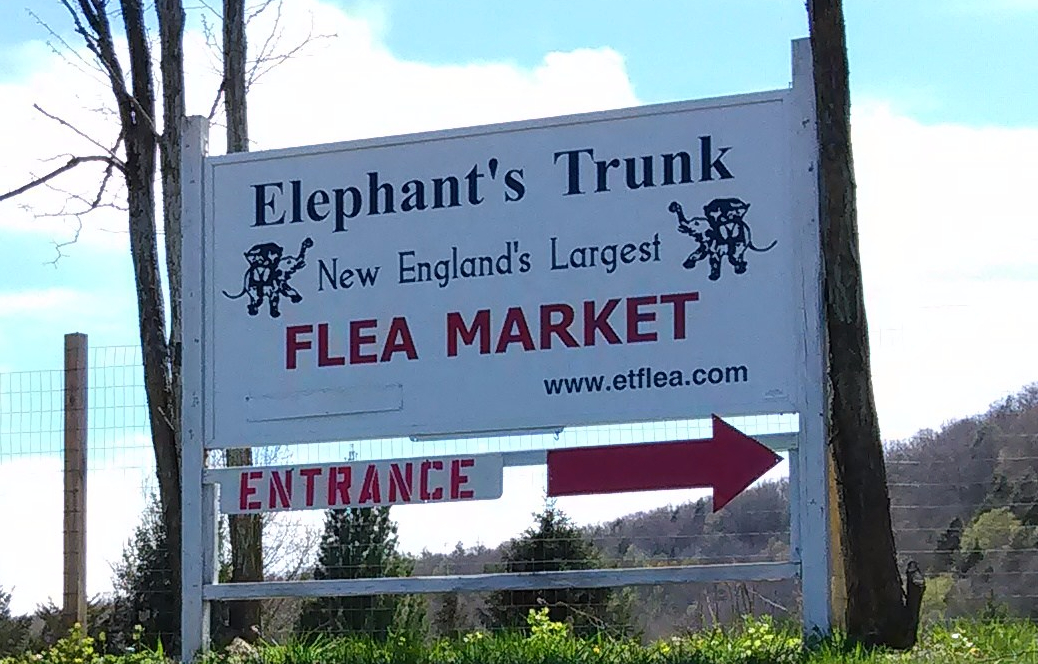 Elephant's Trunk
New England's Largest
FLEA MARKET
www.etflea.com
ENTRANCE